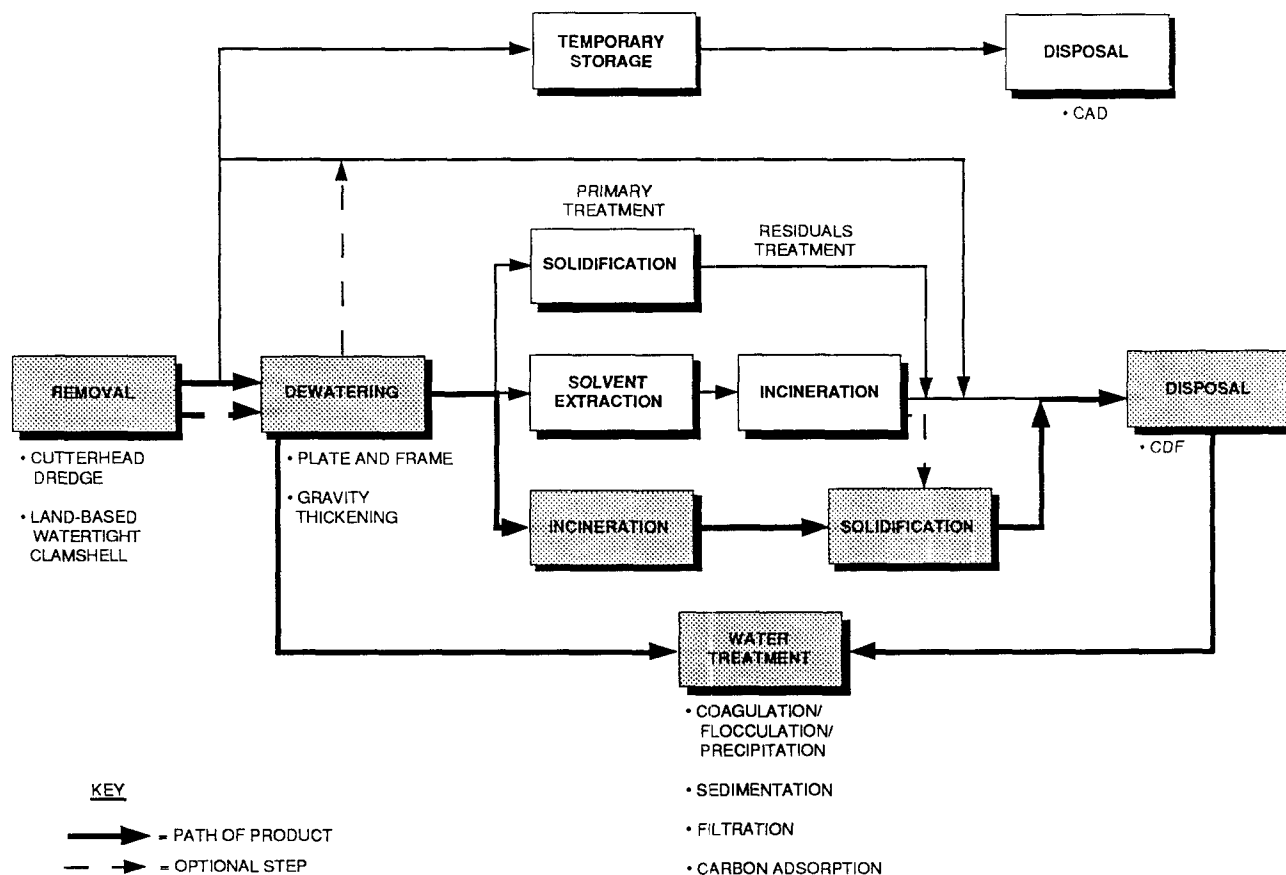 TEMPORARY
STORAGE
DISPOSAL
• CAD
PRIMARY
TREATMENT
RESIDUALS
TREATMENT
SOLIDIFICATION
REMOVAL
DEWATERING
SOLVENT
EXTRACTION
INCINERATION
DISPOSAL
• CUTTERHEAD
DREDGE
• LAND-BASED
WATERTIGHT
CLAMSHELL
• PLATE AND FRAME
• GRAVITY
THICKENING
• CDF
INCINERATION
SOLIDIFICATION
WATER
TREATMENT
• COAGULATION/
FLOCCULATION/
PRECIPITATION
• SEDIMENTATION
• FILTRATION
• CARBON ADSORPTION
KEY
= PATH OF PRODUCT
= OPTIONAL STEP